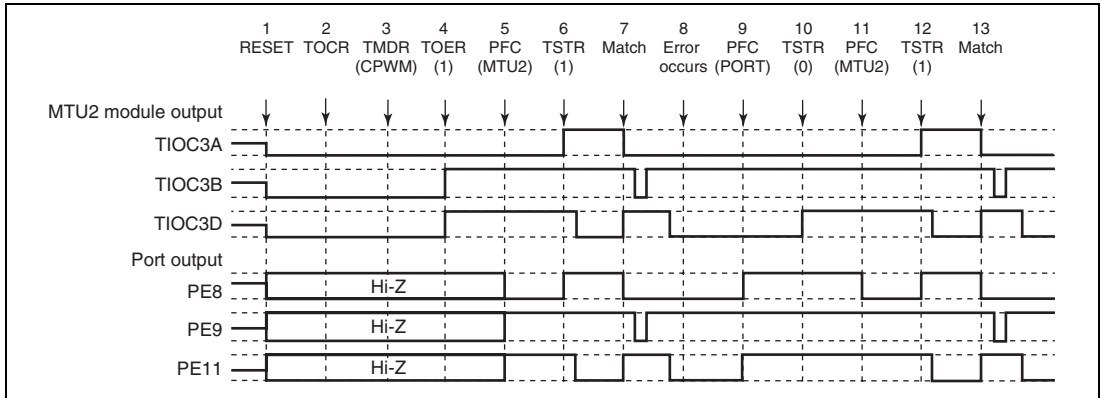 1 2 3 4 5 6 7 8 9 10 11 12 13
RESET TOCR TMDR TOER PFC TSTR Match Error PFC TSTR PFC TSTR Match
(CPWM) (1) (MTU2) (1) occurs (PORT) (0) (MTU2) (1)
MTU2 module output
TIOC3A
TIOC3B
TIOC3D
Port output
PE8 Hi-Z
PE9 Hi-Z
PE11 Hi-Z